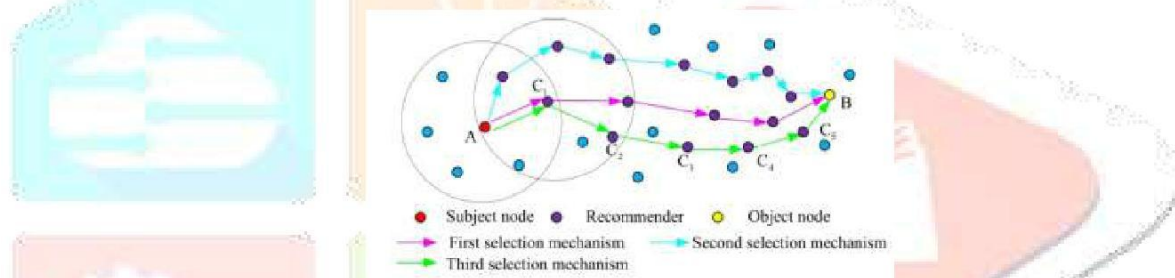 C₁
B
A
C₅
C₂
C₃
C₄
Subject node
Recommender
Object node
First selection mechanism
Second selection mechanism
Third selection mechanism